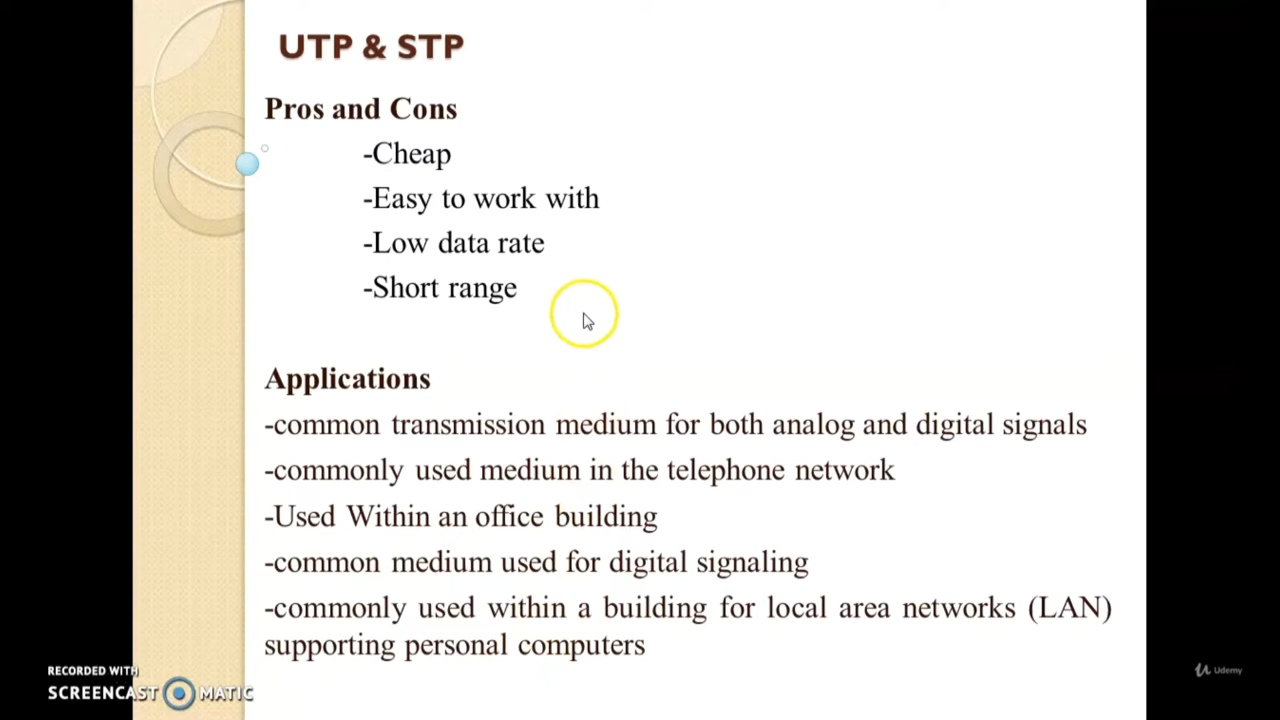 UTP & STP
Pros and Cons
-Cheap
-Easy to work with
-Low data rate
-Short range
Applications
-common transmission medium for both analog and digital signals
-commonly used medium in the telephone network
-Used Within an office building
-common medium used for digital signaling
-commonly used within a building for local area networks (LAN)
supporting personal computers
RECORDED WITH
SCREENCAST MATIC
Udemy